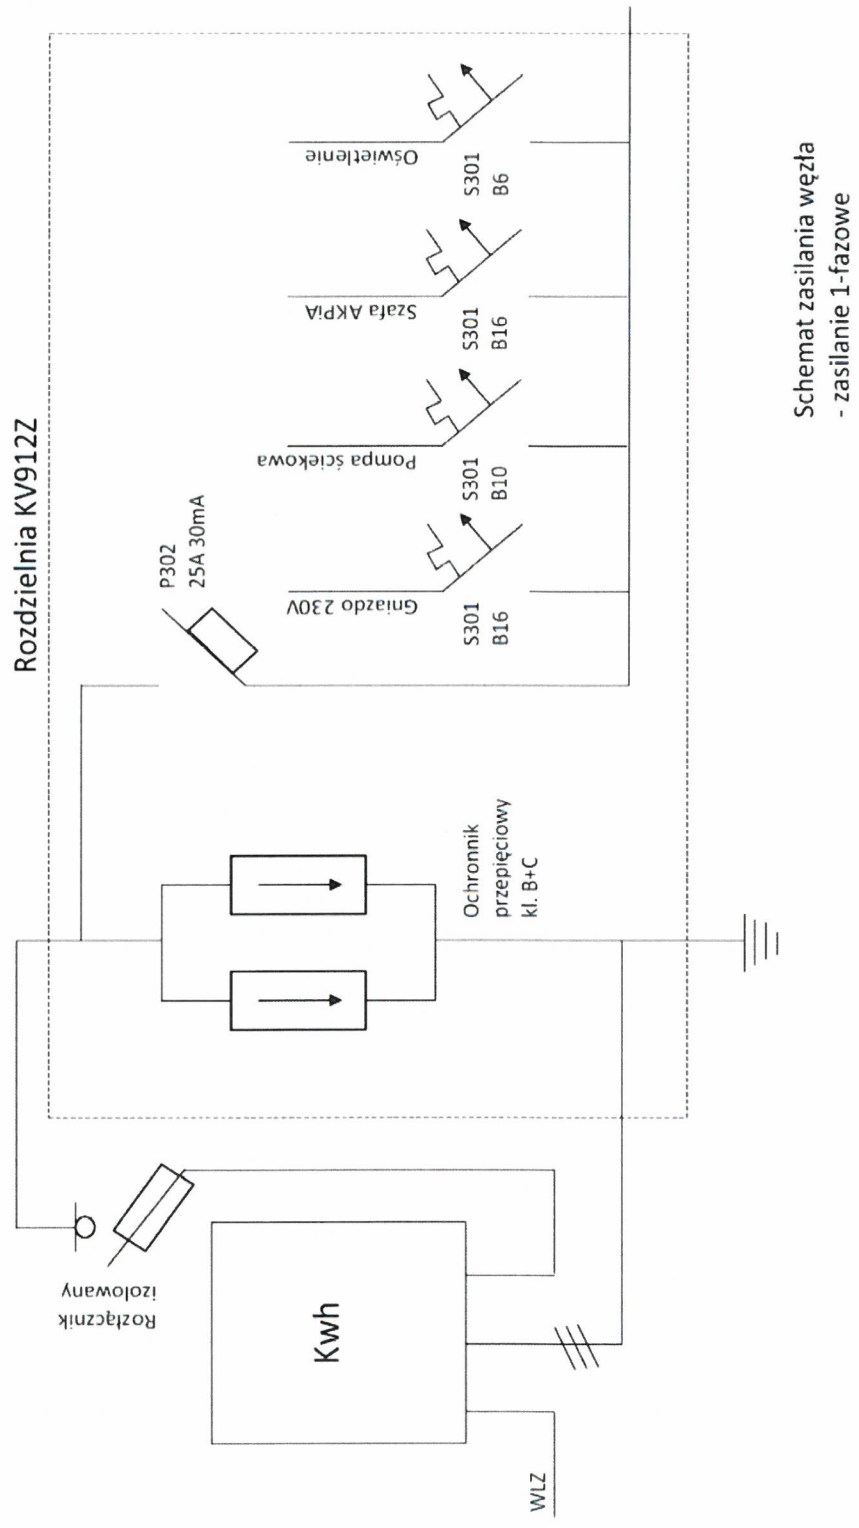 Rozdzielnia KV912Z
P302
25A 30mA
Gniazdo 230V
S301
B16
Pompa ściekowa
S301
B10
Szafa AKPiA
S301
B16
Oświetlenie
S301
B6
Ochronnik
przepięciowy
kl. B+C
Rozłącznik
izolowany
Kwh
WLZ
Schemat zasilania węzła
- zasilanie 1-fazowe